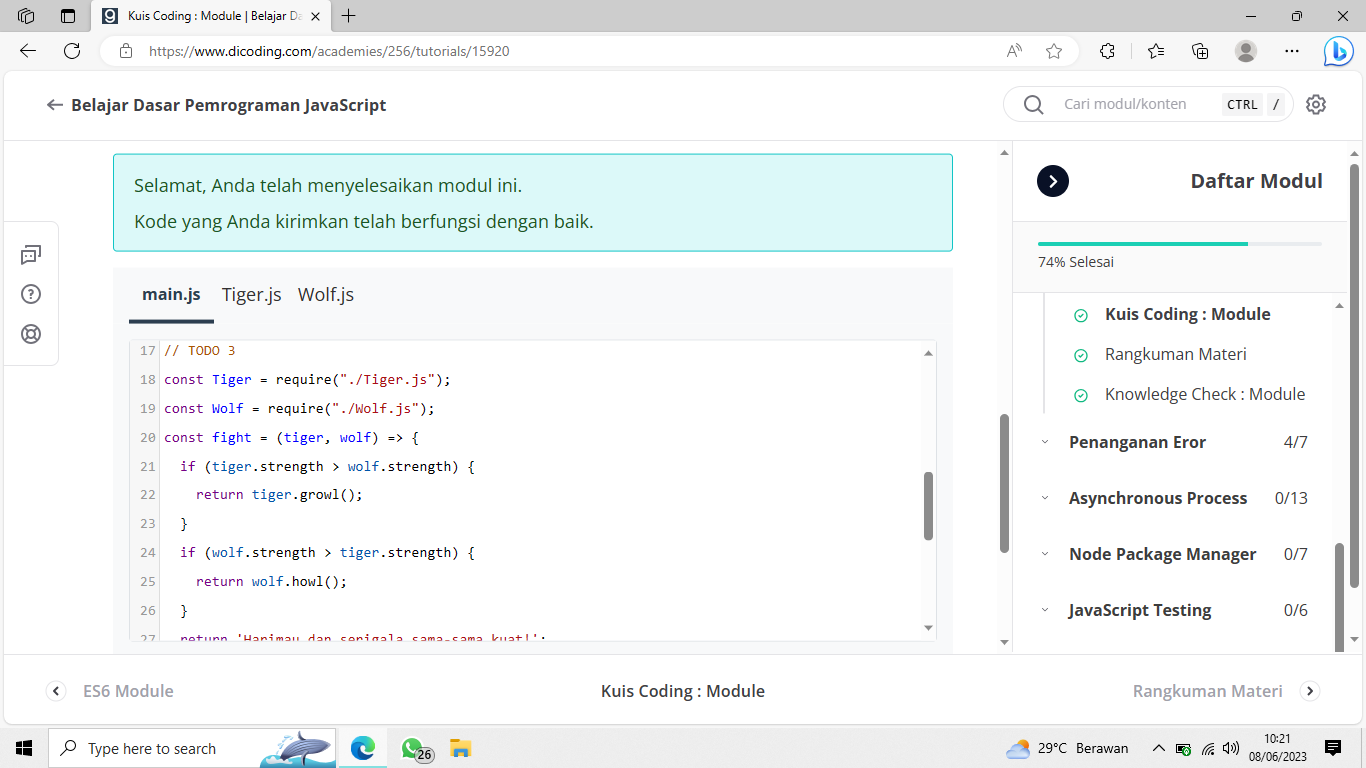 Kuis Coding : Module | Belajar Da
https://www.dicoding.com/academies/256/tutorials/15920
Belajar Dasar Pemrograman JavaScript
Cari modul/konten
CTRL /
Selamat, Anda telah menyelesaikan modul ini.
Kode yang Anda kirimkan telah berfungsi dengan baik.
main.js Tiger.js Wolf.js
17 // TODO 3
18 const Tiger = require("./Tiger.js");
19 const Wolf = require("./Wolf.js");
20 const fight = (tiger, wolf) => {
21 if (tiger.strength > wolf.strength) {
22 return tiger.growl();
23 }
24 if (wolf.strength > tiger.strength) {
25 return wolf.howl();
26 }
27 return 'Harimau dan serigala sama-sama kuat!';
Daftar Modul
74% Selesai
Kuis Coding : Module
Rangkuman Materi
Knowledge Check : Module
Penanganan Eror 4/7
Asynchronous Process 0/13
Node Package Manager 0/7
JavaScript Testing 0/6
ES6 Module
Kuis Coding : Module
Rangkuman Materi
Type here to search
26
29°C Berawan
10:21
08/06/2023